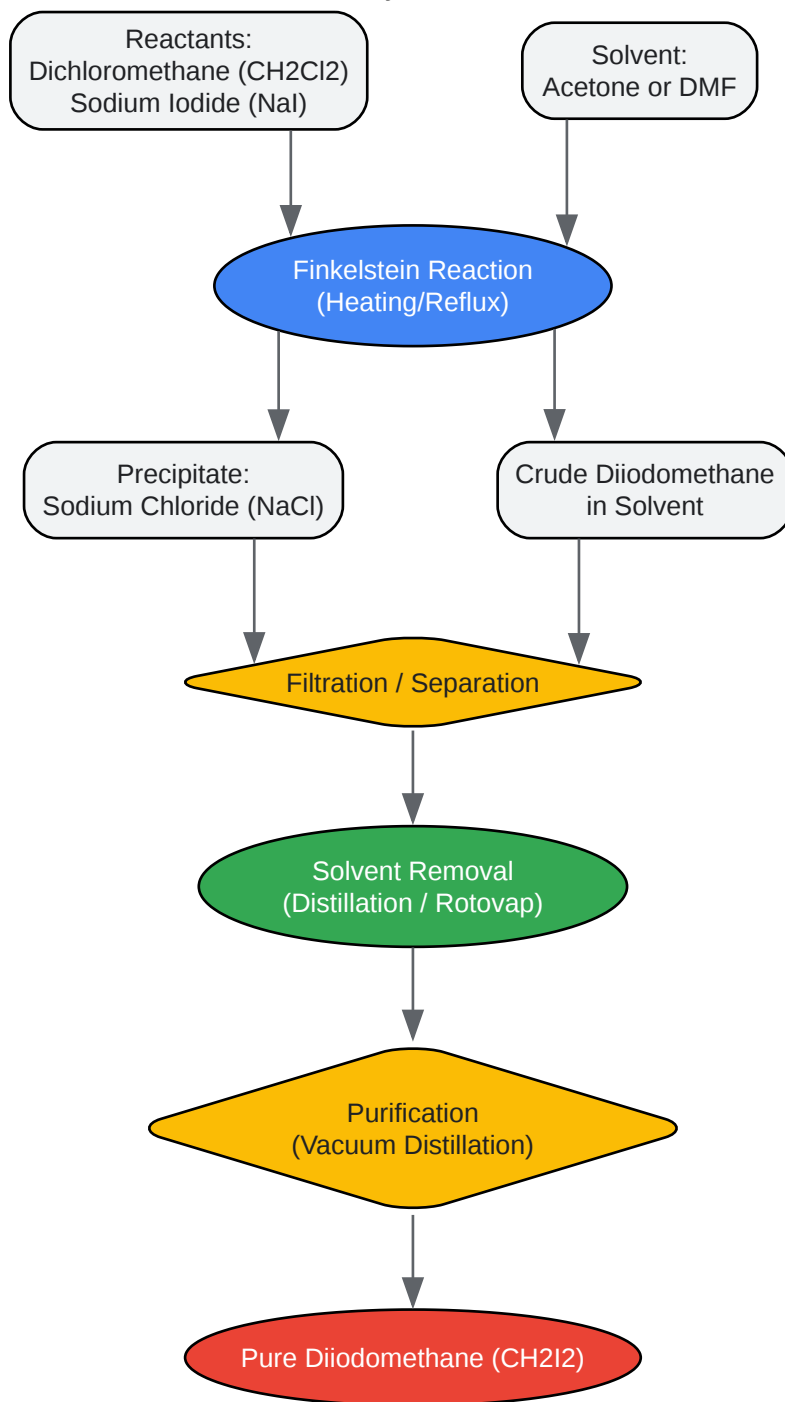 Reactants:
Dichloromethane (CH2Cl2)
Sodium Iodide (NaI)
Solvent:
Acetone or DMF
Finkelstein Reaction
(Heating/Reflux)
Precipitate:
Sodium Chloride (NaCl)
Crude Diiodomethane
in Solvent
Filtration / Separation
Solvent Removal
(Distillation / Rotovap)
Purification
(Vacuum Distillation)
Pure Diiodomethane (CH2I2)